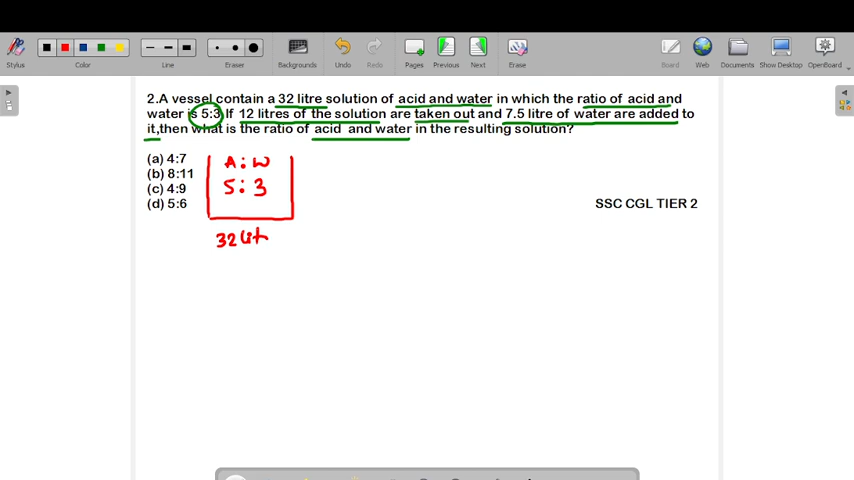 Stylus
Color
Line
Eraser
Backgrounds
Undo
Redo
Pages
Previous
Next
Erase
Board
Web
Documents
Show Desktop
OpenBoard
2.A vessel contain a 32 litre solution of acid and water in which the ratio of acid and
water is 5:3.If 12 litres of the solution are taken out and 7.5 litre of water are added to
it,then what is the ratio of acid and water in the resulting solution?
(a) 4:7
(b) 8:11
(c) 4:9
(d) 5:6
A : W
5 : 3
32 lit
SSC CGL TIER 2